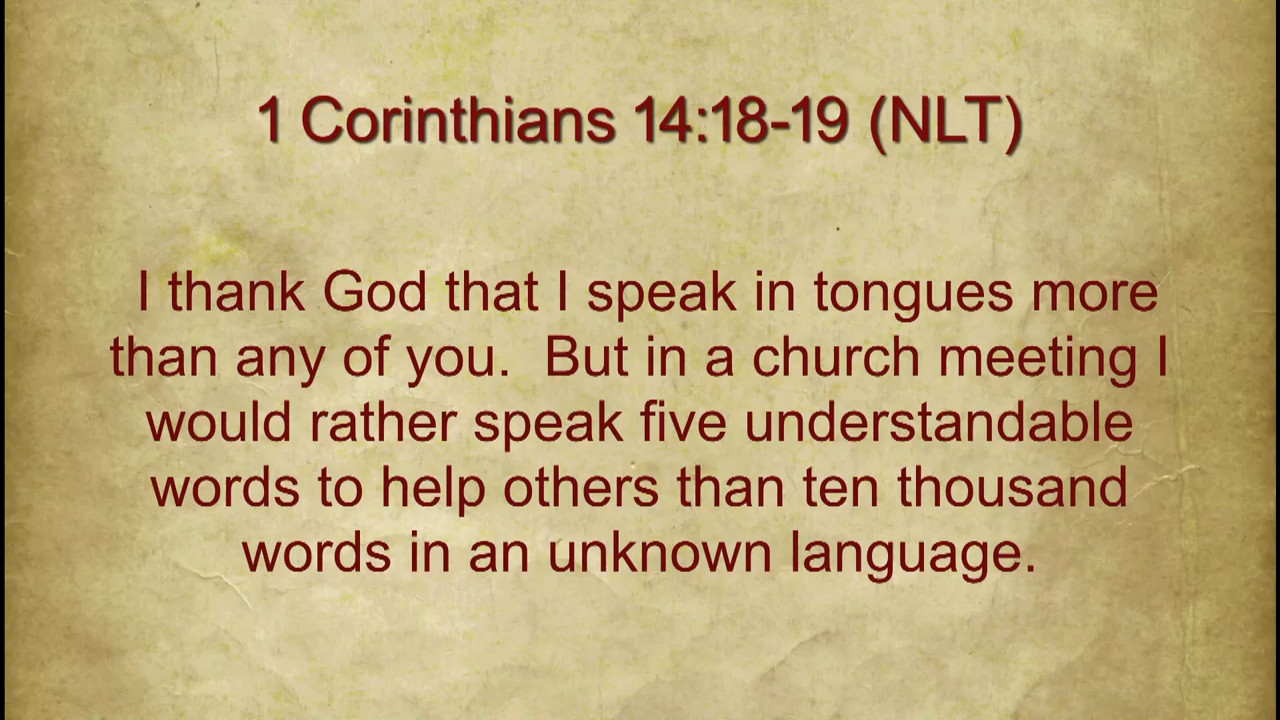 1 Corinthians 14:18-19 (NLT)
I thank God that I speak in tongues more
than any of you.  But in a church meeting I
would rather speak five understandable
words to help others than ten thousand
words in an unknown language.